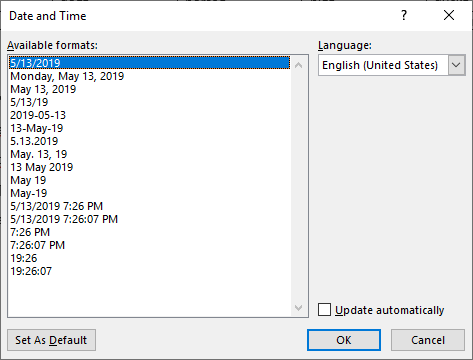 Date and Time
?
Available formats:
Language:
5/13/2019
Monday, May 13, 2019
May 13, 2019
5/13/19
2019-05-13
13-May-19
5.13.2019
May. 13, 19
13 May 2019
May 19
May-19
5/13/2019 7:26 PM
5/13/2019 7:26:07 PM
7:26 PM
7:26:07 PM
19:26
19:26:07
English (United States)
Update automatically
Set As Default
OK
Cancel